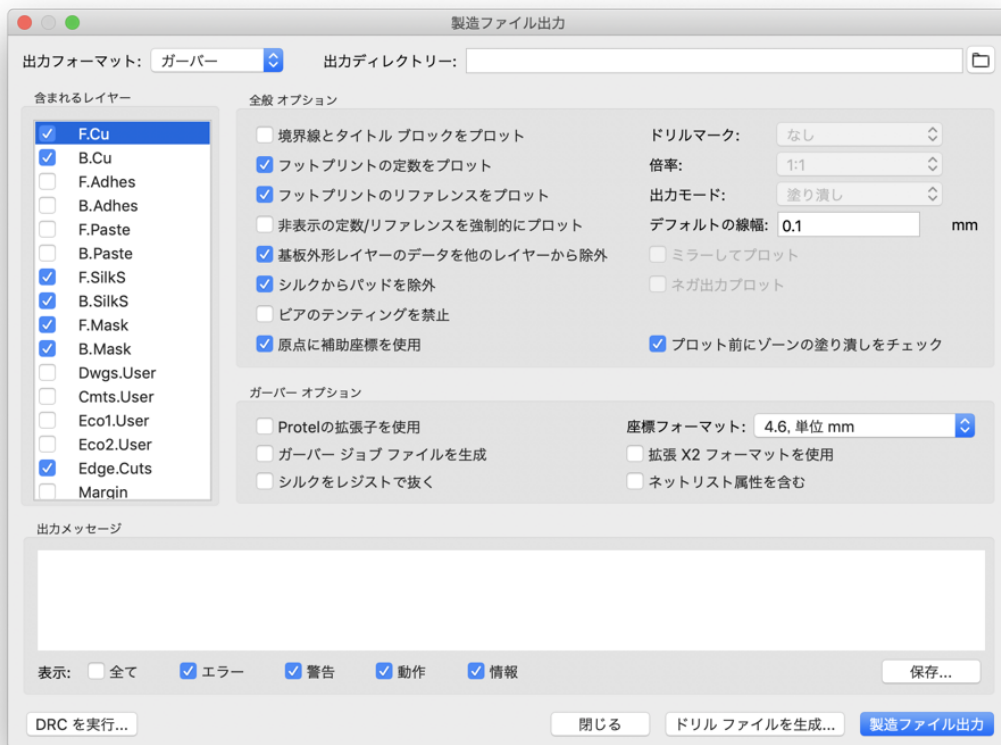 製造ファイル出力
出力フォーマット: ガーバー 出力ディレクトリー:
含まれるレイヤー
F.Cu
B.Cu
F.Adhes
B.Adhes
F.Paste
B.Paste
F.SilkS
B.SilkS
F.Mask
B.Mask
Dwgs.User
Cmts.User
Eco1.User
Eco2.User
Edge.Cuts
Margin
全般 オプション
境界線とタイトル ブロックをプロット
フットプリントの定数をプロット
フットプリントのリファレンスをプロット
非表示の定数/リファレンスを強制的にプロット
基板外形レイヤーのデータを他のレイヤーから除外
シルクからパッドを除外
ビアのテンティングを禁止
原点に補助座標を使用
ドリルマーク: なし
倍率: 1:1
出力モード: 塗り潰し
デフォルトの線幅: 0.1 mm
ミラーしてプロット
ネガ出力プロット
プロット前にゾーンの塗り潰しをチェック
ガーバー オプション
Protelの拡張子を使用
ガーバー ジョブ ファイルを生成
シルクをレジストで抜く
座標フォーマット: 4.6, 単位 mm
拡張 X2 フォーマットを使用
ネットリスト属性を含む
出力メッセージ
表示: 全て エラー 警告 動作 情報 保存...
DRC を実行... 閉じる ドリル ファイルを生成... 製造ファイル出力